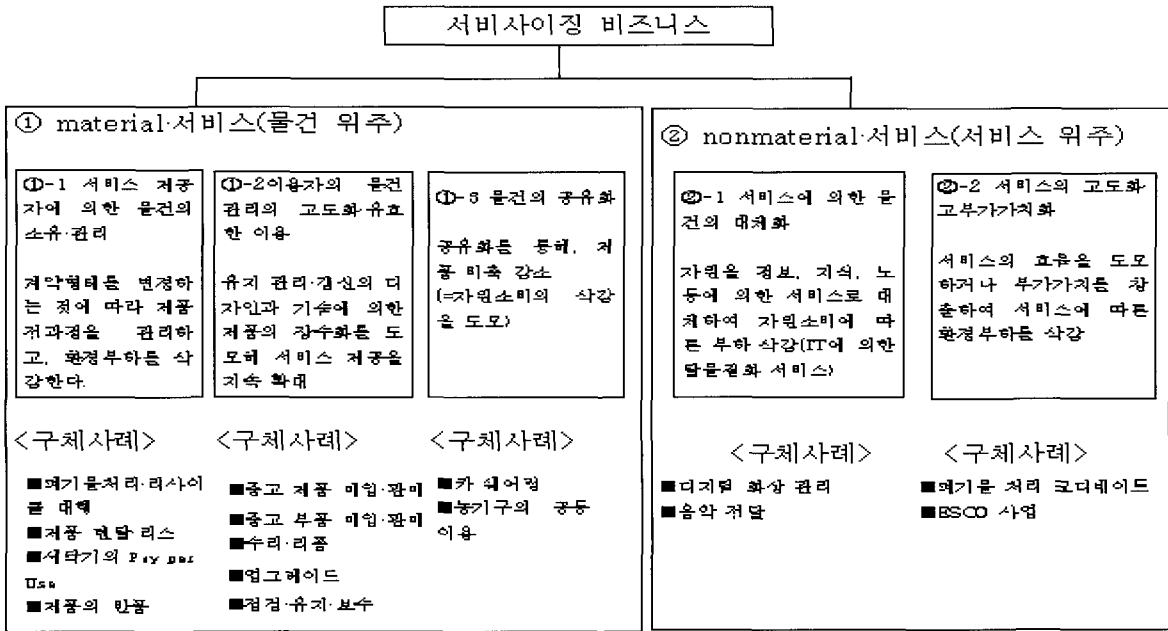 서비사이징 비즈니스
① material·서비스(물건 위주)
①-1 서비스 제공
자에 의한 물건의
소유·관리
계약형태를 변경하
는 것에 따라 제품
전과정을 관리하
고, 환경부하를 삭
감한다.
<구체사례>
■폐기물처리·리사이
클 대행
■제품 렌탈 리스
■세탁기의 Pay per
Use
■제품의 반품
①-2이용자의 물건
관리의 고도화·유효
한 이용
유지 관리·갱신의 디
자인과 기술에 의한
제품의 장수화를 도
모해 서비스 제공을
지속 확대
<구체사례>
■중고 제품 매입·판매
■중고 부품 매입·판매
■수리·리폼
■업그레이드
■점검·유지·보수
①-3 물건의 공유화
공유화를 통해, 제
품 비축 감소
(=자원소비의 삭감
을 도모)
<구체사례>
■카 쉐어링
■농기구의 공동
이용
② nonmaterial·서비스(서비스 위주)
②-1 서비스에 의한 물
건의 대체화
자원을 정보, 지식, 노
동에 의한 서비스로 대
체하여 자원소비에 따
른 부하 삭감(IT에 의한
탈물질화 서비스)
<구체사례>
■디지털 화상 관리
■음악 전달
②-2 서비스의 고도화
고부가가치화
서비스의 효율을 도모
하거나 부가가치를 창
출하여 서비스에 따른
환경부하를 삭감
<구체사례>
■폐기물 처리 코디네이트
■ESCO 사업